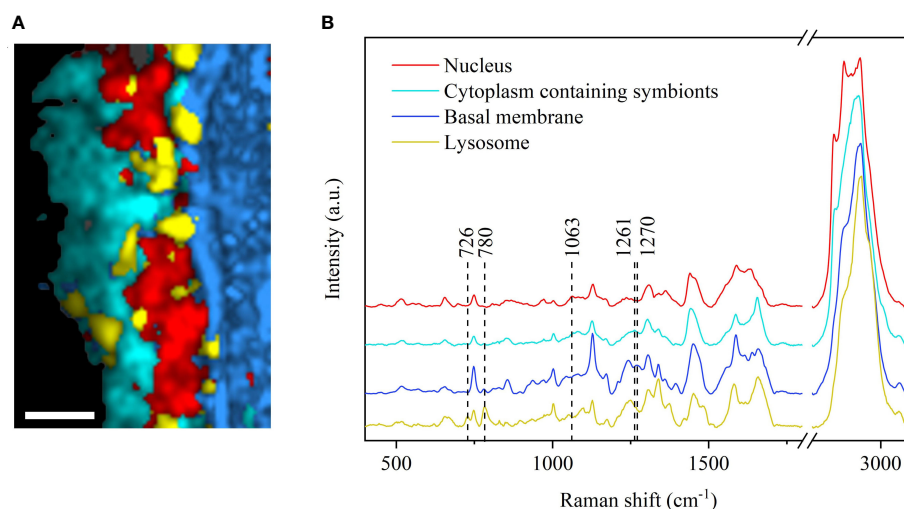 A
B
Nucleus
Cytoplasm containing symbionts
Basal membrane
Lysosome
726
780
1063
1261
1270
Intensity (a.u.)
500
1000
1500
3000
Raman shift (cm⁻¹)